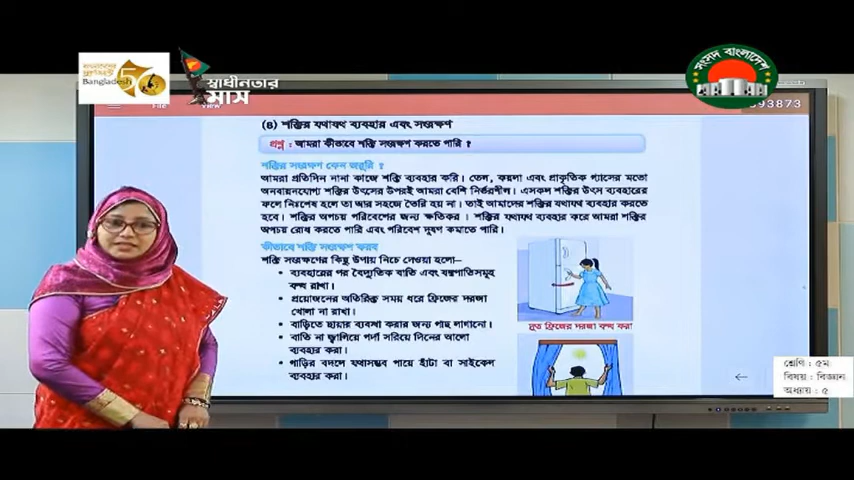 Bangladesh 50
স্বাধীনতার
মাস
সংসদ বাংলাদেশ
File
View
93873
(৪) শক্তির যথাযথ ব্যবহার এবং সংরক্ষণ
প্রশ্ন : আমরা কীভাবে শক্তি সংরক্ষণ করতে পারি ?
শক্তির সংরক্ষণ কেন জরুরি ?
আমরা প্রতিদিন নানা কাজে শক্তি ব্যবহার করি। তেল, কয়লা এবং প্রাকৃতিক গ্যাসের মতো
অনবায়নযোগ্য শক্তির উৎসের উপরই আমরা বেশি নির্ভরশীল। এসকল শক্তির উৎস ব্যবহারের
ফলে নিঃশেষ হলে তা আর সহজে তৈরি হয় না। তাই আমাদের শক্তির যথাযথ ব্যবহার করতে
হবে। শক্তির অপচয় পরিবেশের জন্য ক্ষতিকর । শক্তির যথাযথ ব্যবহার করে আমরা শক্তির
অপচয় রোধ করতে পারি এবং পরিবেশ দূষণ কমাতে পারি।
কীভাবে শক্তি সংরক্ষণ করব
শক্তি সংরক্ষণের কিছু উপায় নিচে দেওয়া হলো—
• ব্যবহারের পর বৈদ্যুতিক বাতি এবং যন্ত্রপাতিসমূহ
বন্ধ রাখা।
• প্রয়োজনের অতিরিক্ত সময় ধরে ফ্রিজের দরজা
খোলা না রাখা।
• বাড়িতে ছায়ার ব্যবস্থা করার জন্য গাছ লাগানো।
• বাতি না জ্বালিয়ে পর্দা সরিয়ে দিনের আলো
ব্যবহার করা।
• গাড়ির বদলে যথাসম্ভব পায়ে হাঁটা বা সাইকেল
ব্যবহার করা।
দ্রুত ফ্রিজের দরজা বন্ধ করা
শ্রেণি : ৫ম
বিষয় : বিজ্ঞান
অধ্যায় : ৫